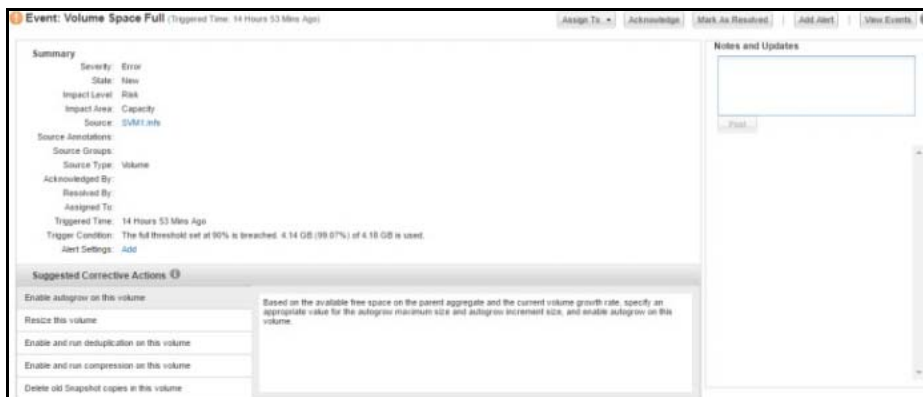 Event: Volume Space Full (Triggered Time: 14 Hours 53 Mins Ago)
Assign To
Acknowledge
Mark As Resolved
Add Alert
View Events
Summary
Severity: Error
State: New
Impact Level: Risk
Impact Area: Capacity
Source:
Source Annotations:
Source Groups:
Source Type: Volume
Acknowledged By:
Resolved By:
Assigned To:
Triggered Time: 14 Hours 53 Mins Ago
Trigger Condition: The full threshold set at 90% is breached. 4.14 GB (99.07%) of 4.18 GB is used.
Alert Settings: Add
Notes and Updates
Post
Suggested Corrective Actions
Enable autogrow on this volume
Resize this volume
Enable and run deduplication on this volume
Enable and run compression on this volume
Delete old Snapshot copies in this volume
Based on the available free space on the parent aggregate and the current volume growth rate, specify an
appropriate value for the autogrow maximum size and autogrow increment size, and enable autogrow on this
volume.